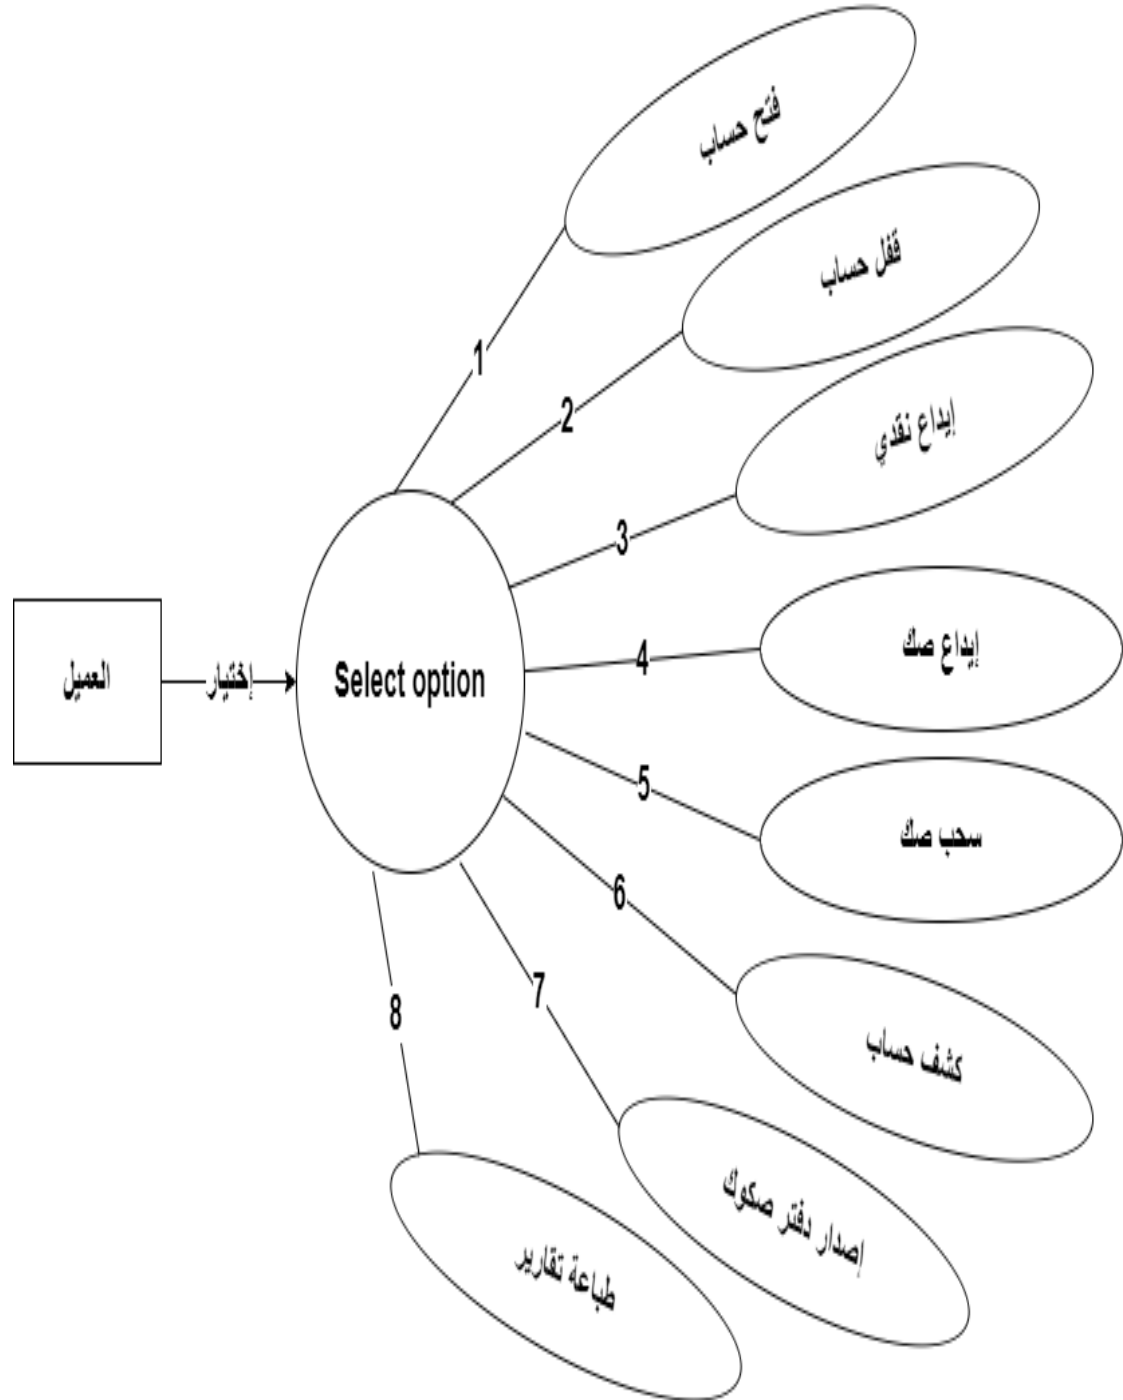 العميل
إختيار
Select option
1
فتح حساب
2
قفل حساب
3
إيداع نقدي
4
إيداع صك
5
سحب صك
6
كشف حساب
7
إصدار دفتر صكوك
8
طباعة تقارير